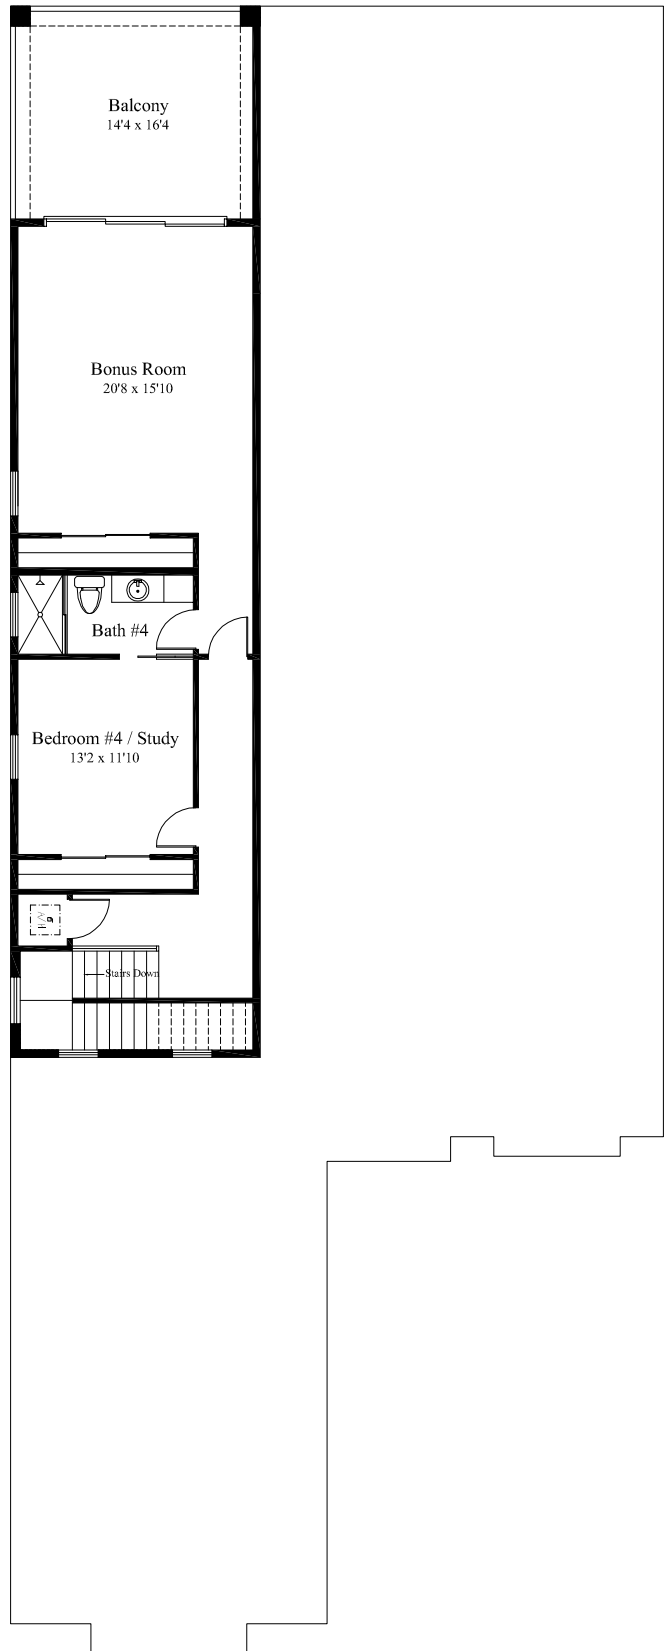 Balcony
14'4 x 16'4
Bonus Room
20'8 x 15'10
Bath #4
Bedroom #4 / Study
13'2 x 11'10
Stairs Down